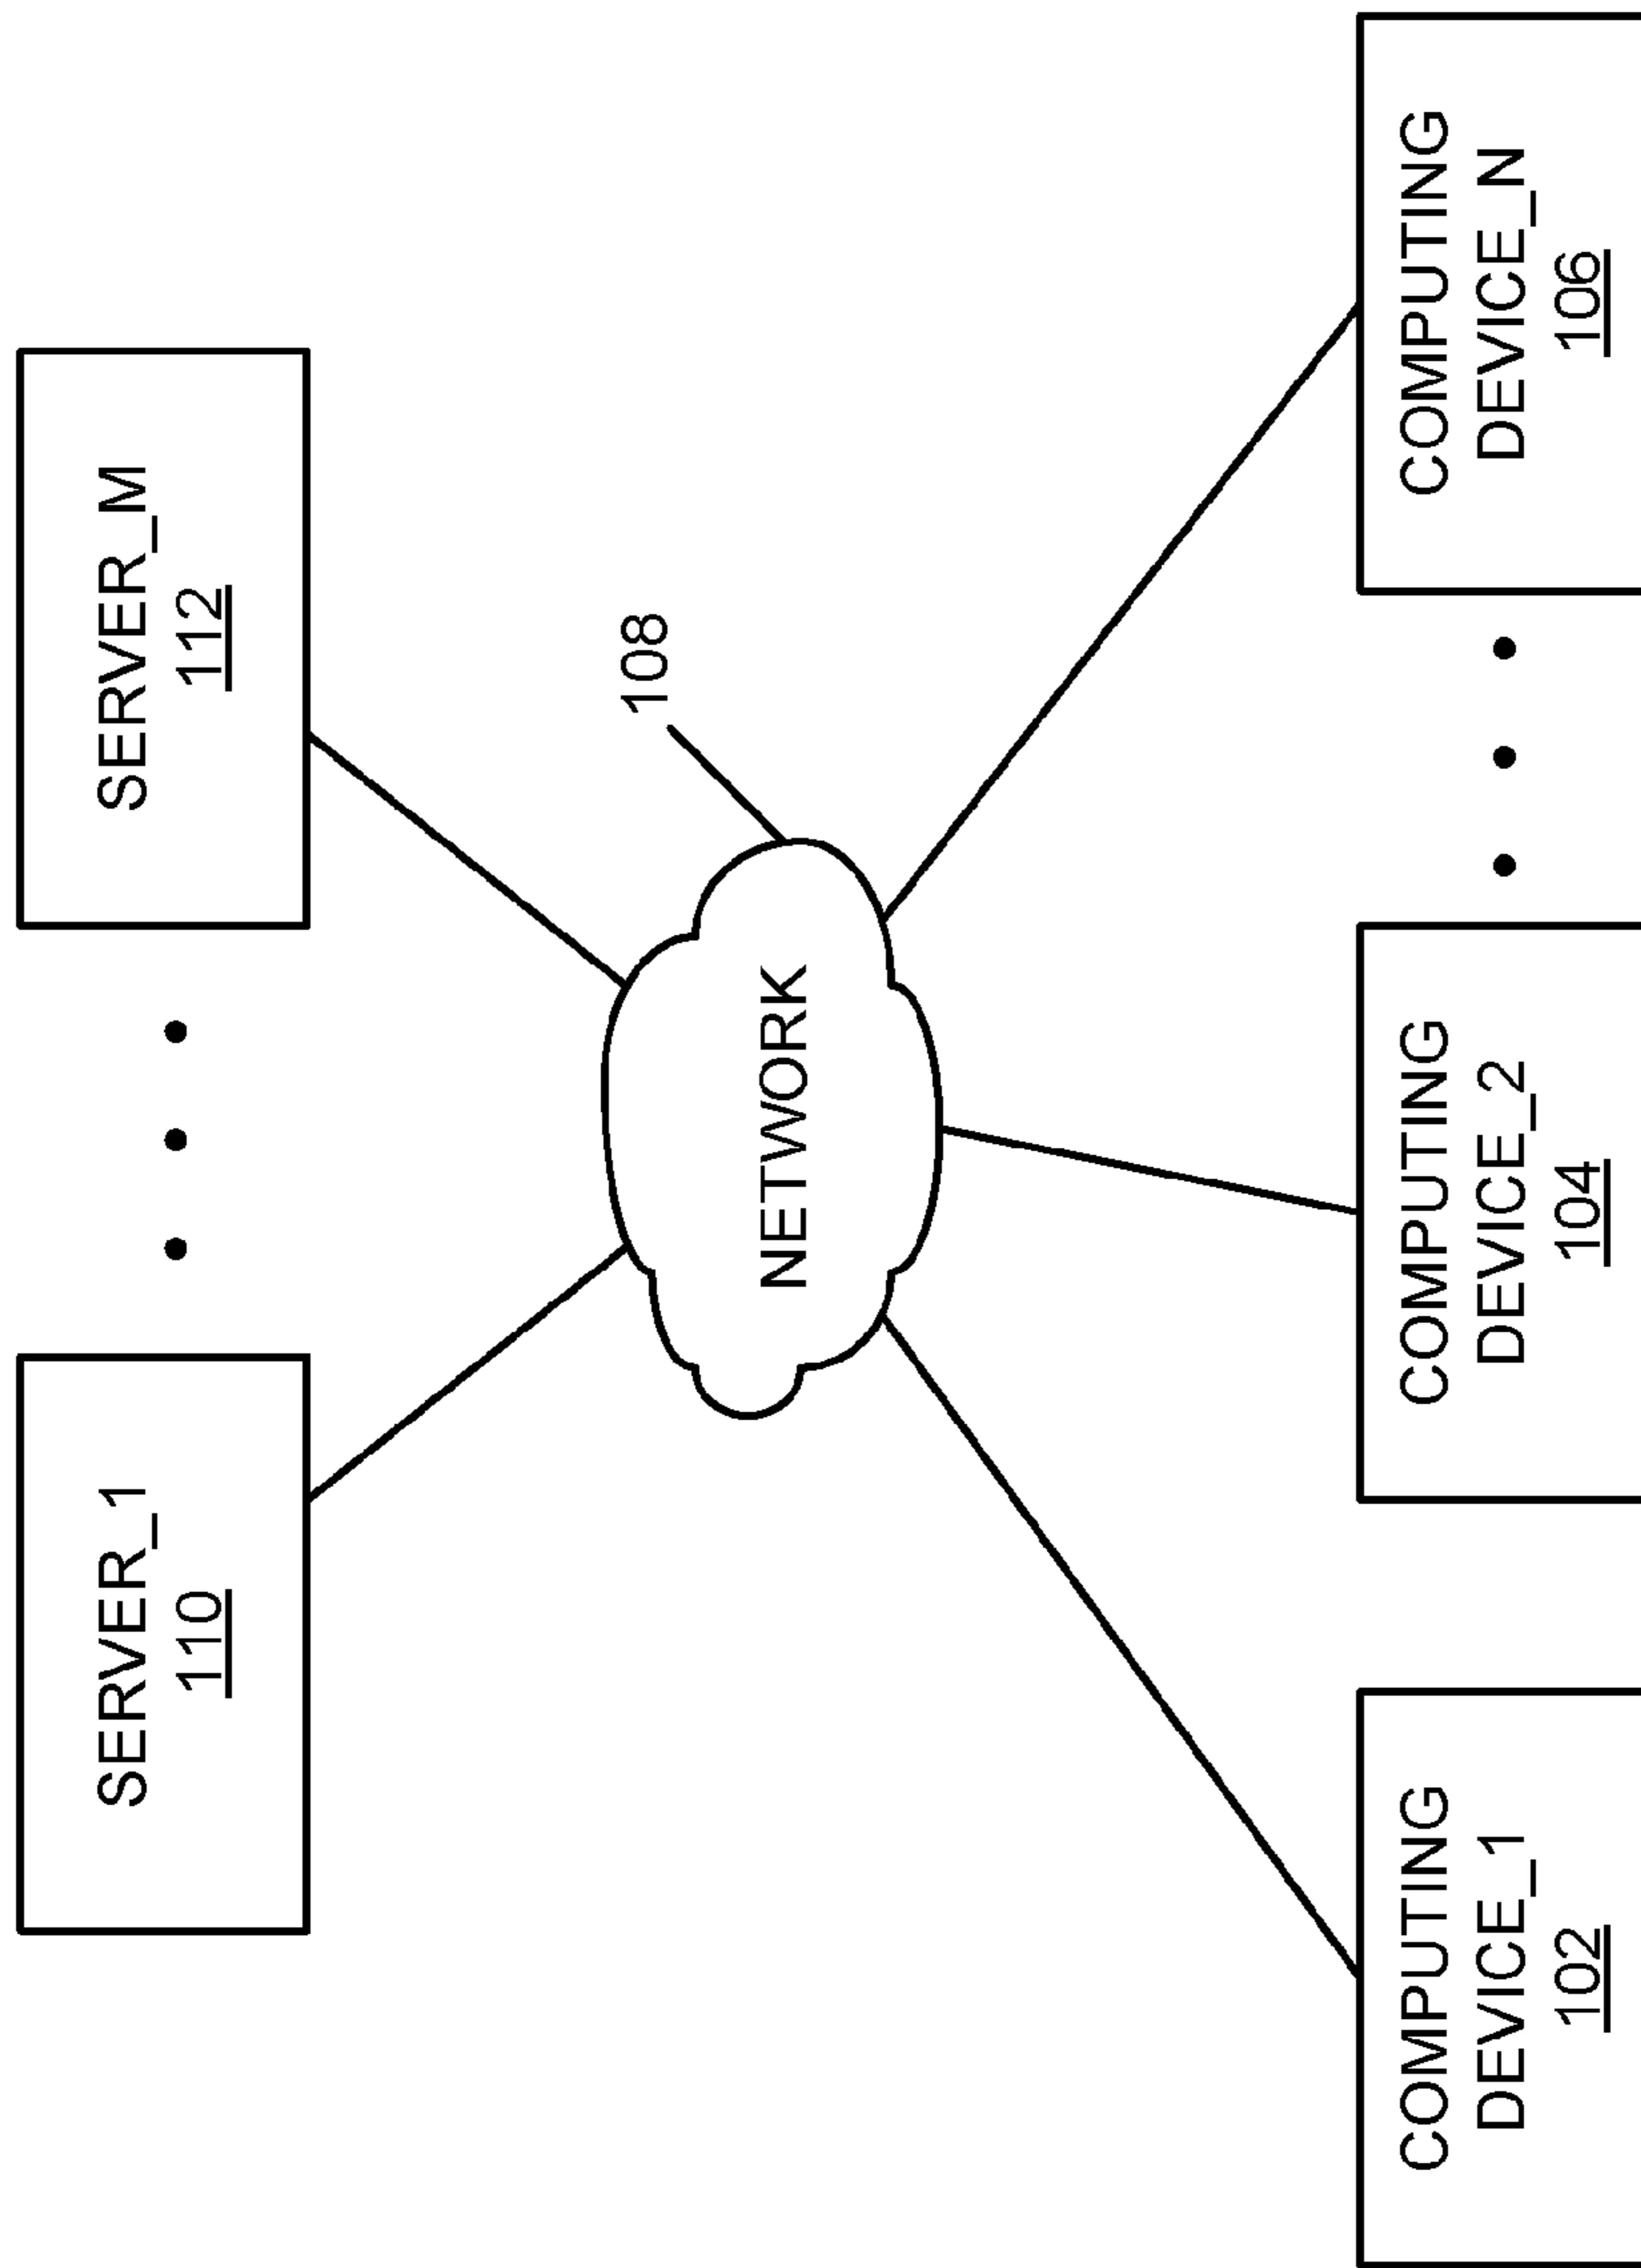 SERVER_1
110
SERVER_M
112
108
NETWORK
COMPUTING
DEVICE_1
102
COMPUTING
DEVICE_2
104
COMPUTING
DEVICE_N
106